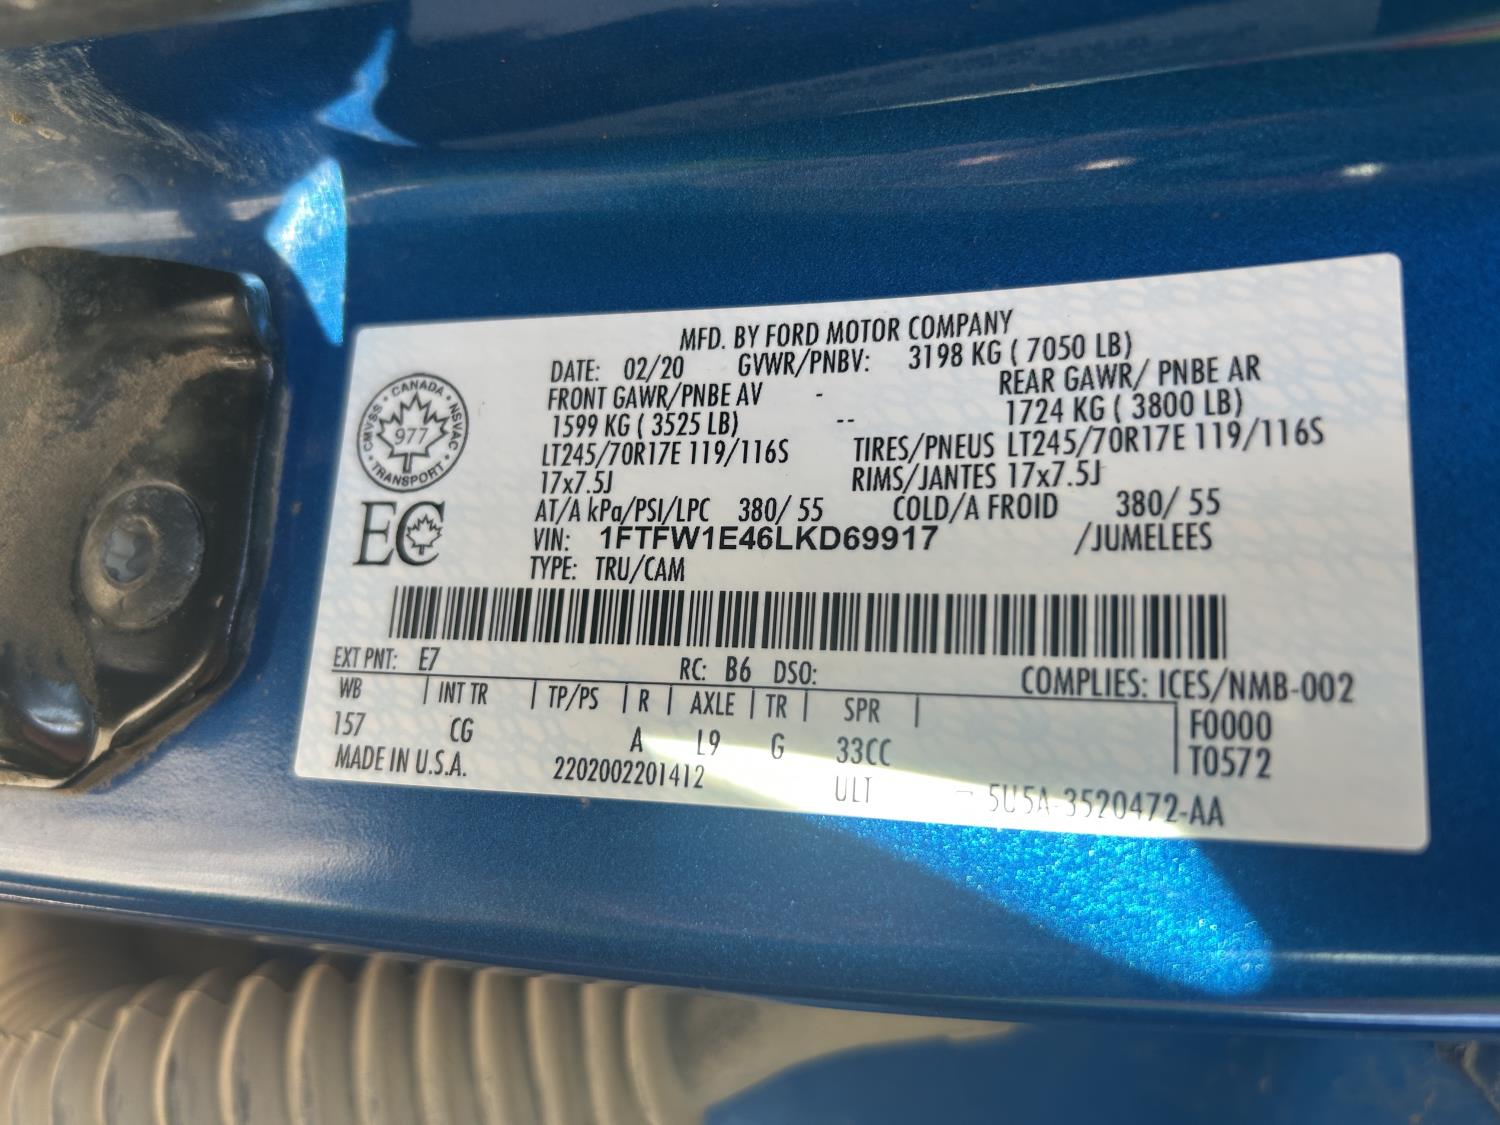 MFD. BY FORD MOTOR COMPANY
DATE: 02/20 GVWR/PNBV: 3198 KG ( 7050 LB)
FRONT GAWR/PNBE AV - REAR GAWR/ PNBE AR
1599 KG ( 3525 LB) -- 1724 KG ( 3800 LB)
LT245/70R17E 119/116S TIRES/PNEUS LT245/70R17E 119/116S
17x7.5J RIMS/JANTES 17x7.5J
AT/A kPa/PSI/LPC 380/ 55 COLD/A FROID 380/ 55
VIN: 1FTFW1E46LKD69917 /JUMELEES
TYPE: TRU/CAM
CANADA
CMVSS NSVAC
977
TRANSPORT
EC
EXT PNT: E7 RC: B6 DSO: COMPLIES: ICES/NMB-002
WB | INT TR | TP/PS | R | AXLE | TR | SPR | F0000
157 CG A L9 G 33CC T0572
MADE IN U.S.A. 2202002201412 ULT - 5U5A-3520472-AA